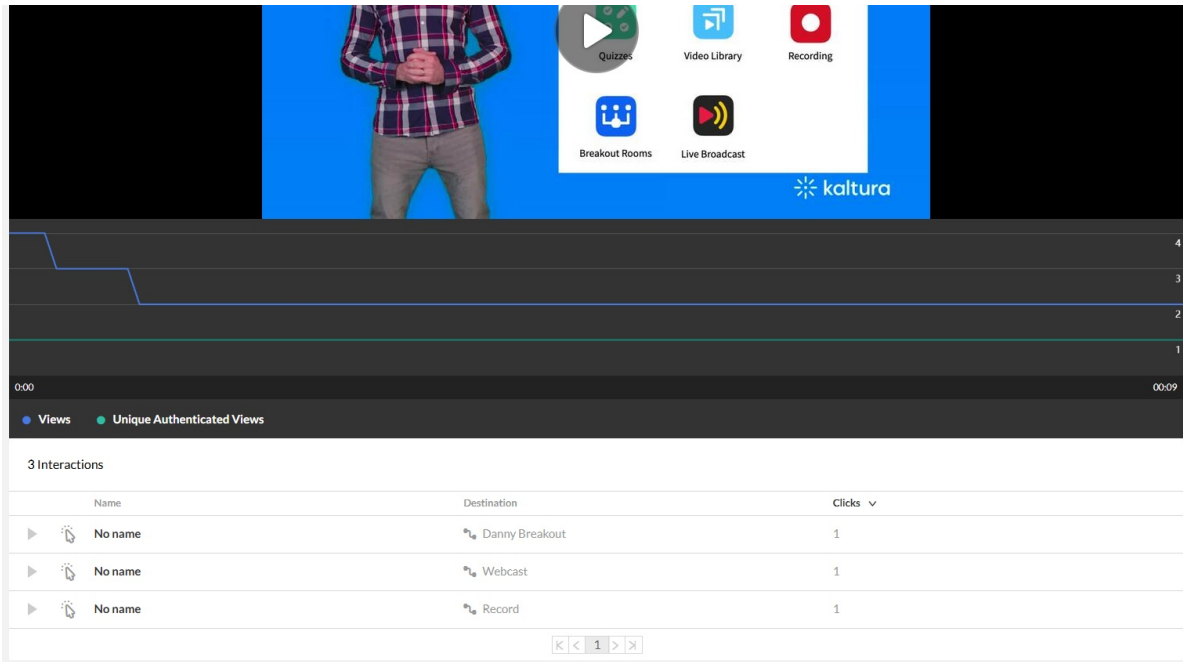 Quizzes Video Library Recording
Breakout Rooms Live Broadcast
kaltura
4
3
2
1
0:00 00:09
Views Unique Authenticated Views
3 Interactions
Name Destination Clicks
No name Danny Breakout 1
No name Webcast 1
No name Record 1
1